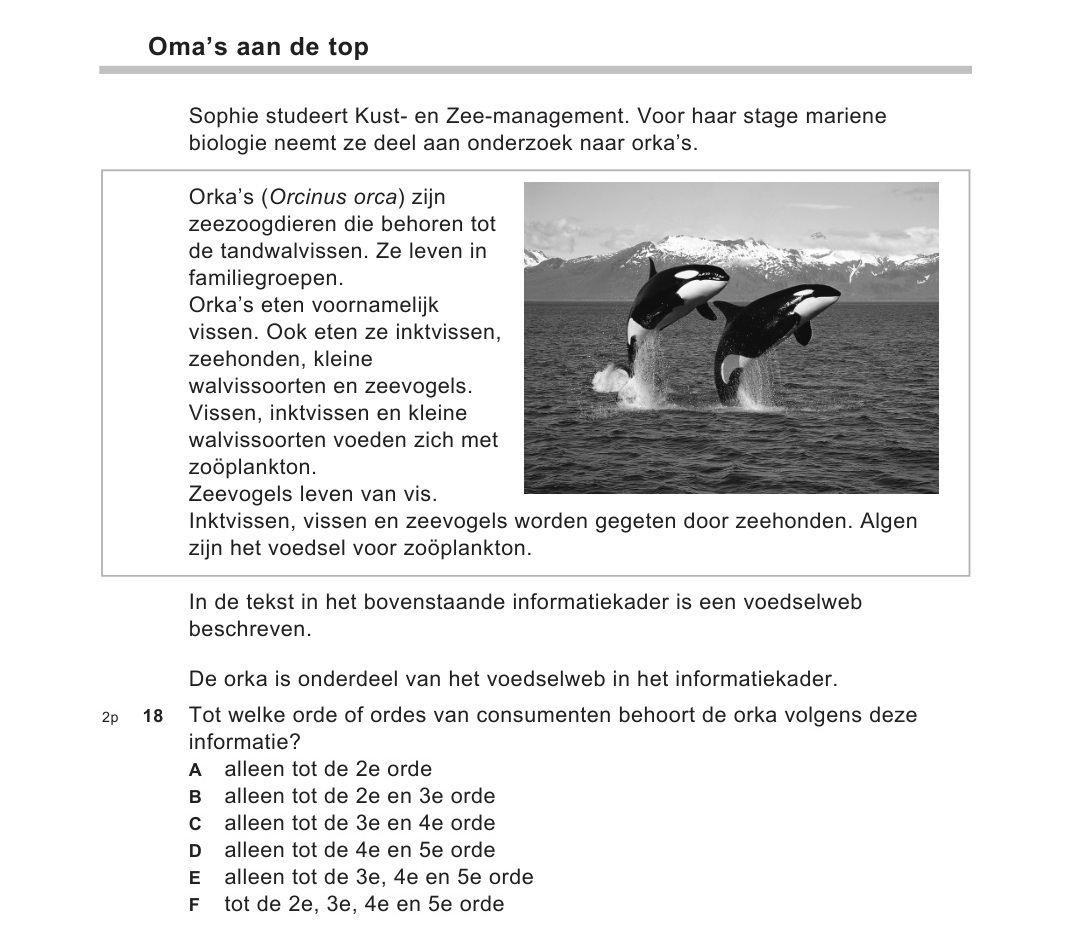 Oma’s aan de top
Sophie studeert Kust- en Zee-management. Voor haar stage mariene
biologie neemt ze deel aan onderzoek naar orka’s.
Orka’s (Orcinus orca) zijn
zeezoogdieren die behoren tot
de tandwalvissen. Ze leven in
familiegroepen.
Orka’s eten voornamelijk
vissen. Ook eten ze inktvissen,
zeehonden, kleine
walvissoorten en zeevogels.
Vissen, inktvissen en kleine
walvissoorten voeden zich met
zoöplankton.
Zeevogels leven van vis.
Inktvissen, vissen en zeevogels worden gegeten door zeehonden. Algen
zijn het voedsel voor zoöplankton.
In de tekst in het bovenstaande informatiekader is een voedselweb
beschreven.
De orka is onderdeel van het voedselweb in het informatiekader.
2p 18 Tot welke orde of ordes van consumenten behoort de orka volgens deze
informatie?
A alleen tot de 2e orde
B alleen tot de 2e en 3e orde
C alleen tot de 3e en 4e orde
D alleen tot de 4e en 5e orde
E alleen tot de 3e, 4e en 5e orde
F tot de 2e, 3e, 4e en 5e orde